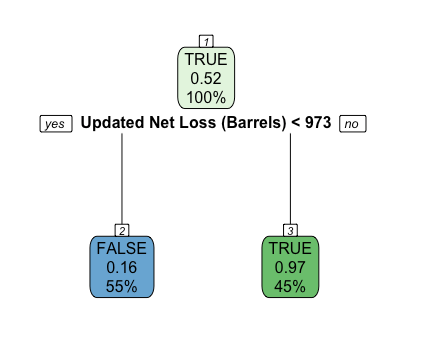 1
TRUE
0.52
100%
yes Updated Net Loss (Barrels) < 973 no
2
FALSE
0.16
55%
3
TRUE
0.97
45%